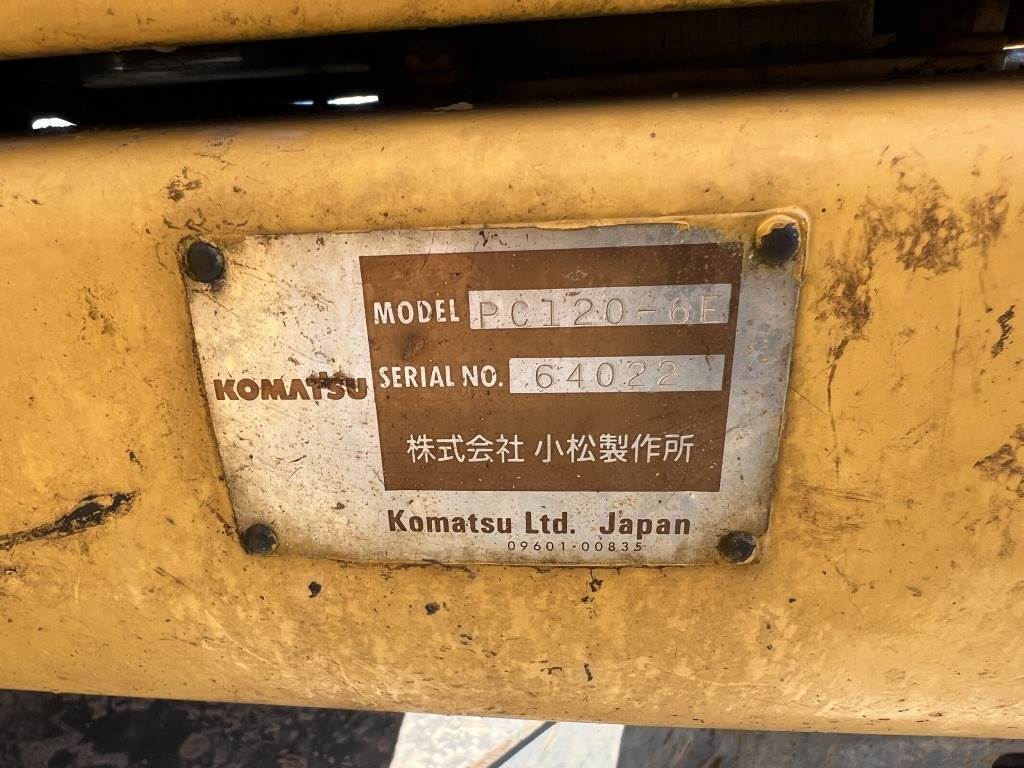 MODEL PC120-6E
SERIAL NO. 64022
KOMATSU
株式会社 小松製作所
Komatsu Ltd. Japan
09601-00835